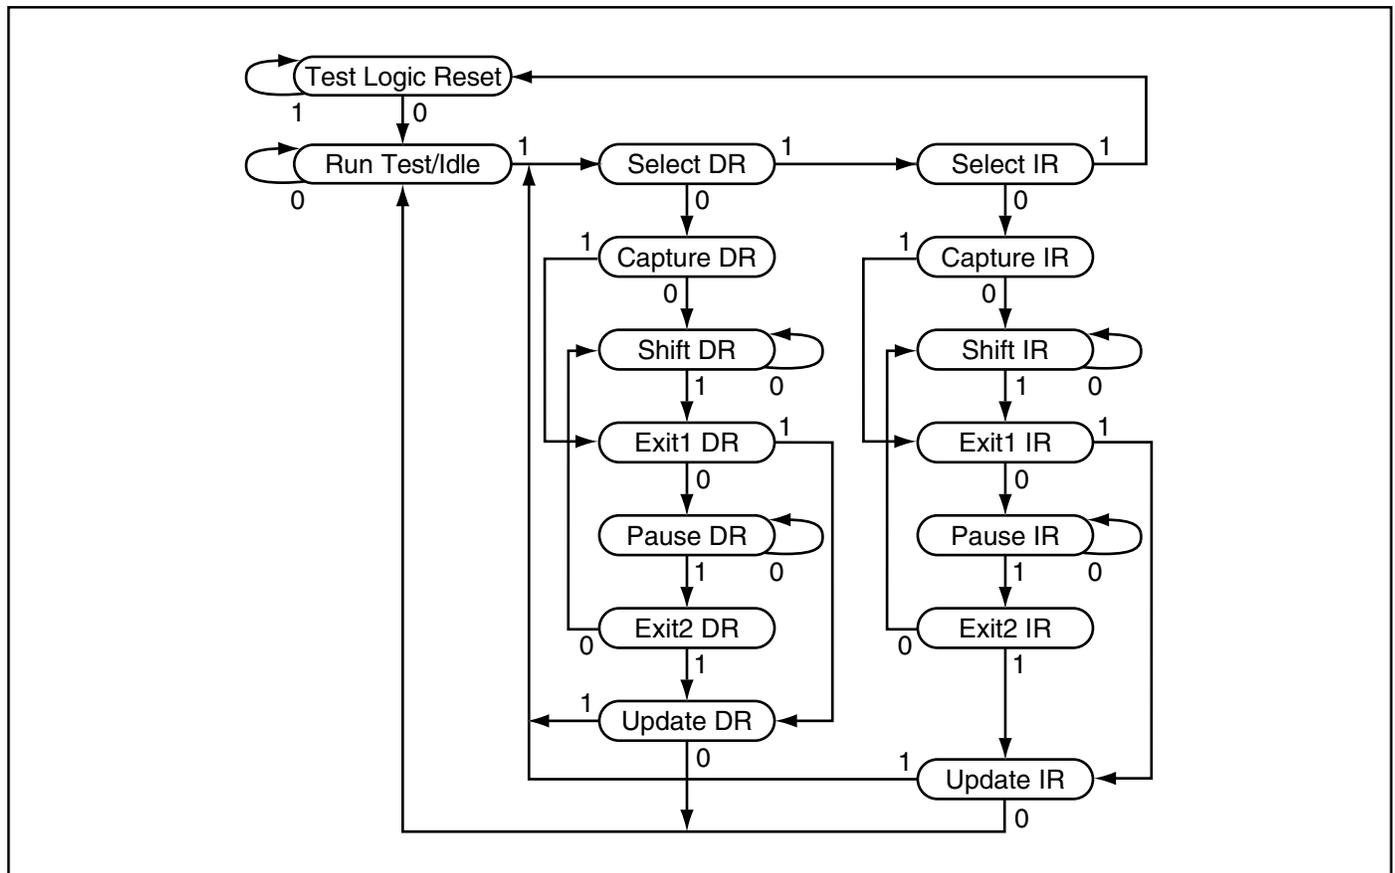 Test Logic Reset
1 0
Run Test/Idle 1 Select DR 1 Select IR 1
0 0 0
1 Capture DR 1 Capture IR
0 0
Shift DR Shift IR
1 0 1 0
Exit1 DR 1 Exit1 IR 1
0 0
Pause DR Pause IR
1 0 1 0
Exit2 DR Exit2 IR
0 1 0 1
1 Update DR
0 1 Update IR
0